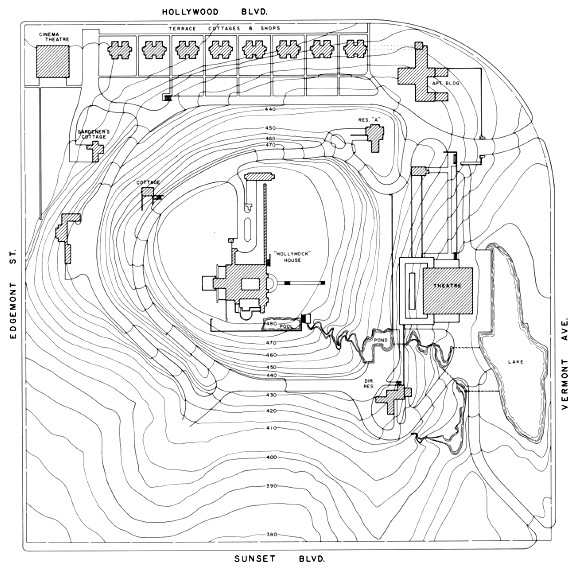 HOLLYWOOD BLVD.
TERRACE COTTAGES & SHOPS
CINEMA
THEATRE
APT. BLDG.
440
450
460
470
RES. "A"
GARDENER'S
COTTAGE
COTTAGE
"HOLLYHOCK"
HOUSE
THEATRE
EDGEMONT ST.
VERMONT AVE.
480
POOL
POND
LAKE
470
460
450
440
430
420
410
400
390
380
DIR.
RES.
SUNSET BLVD.